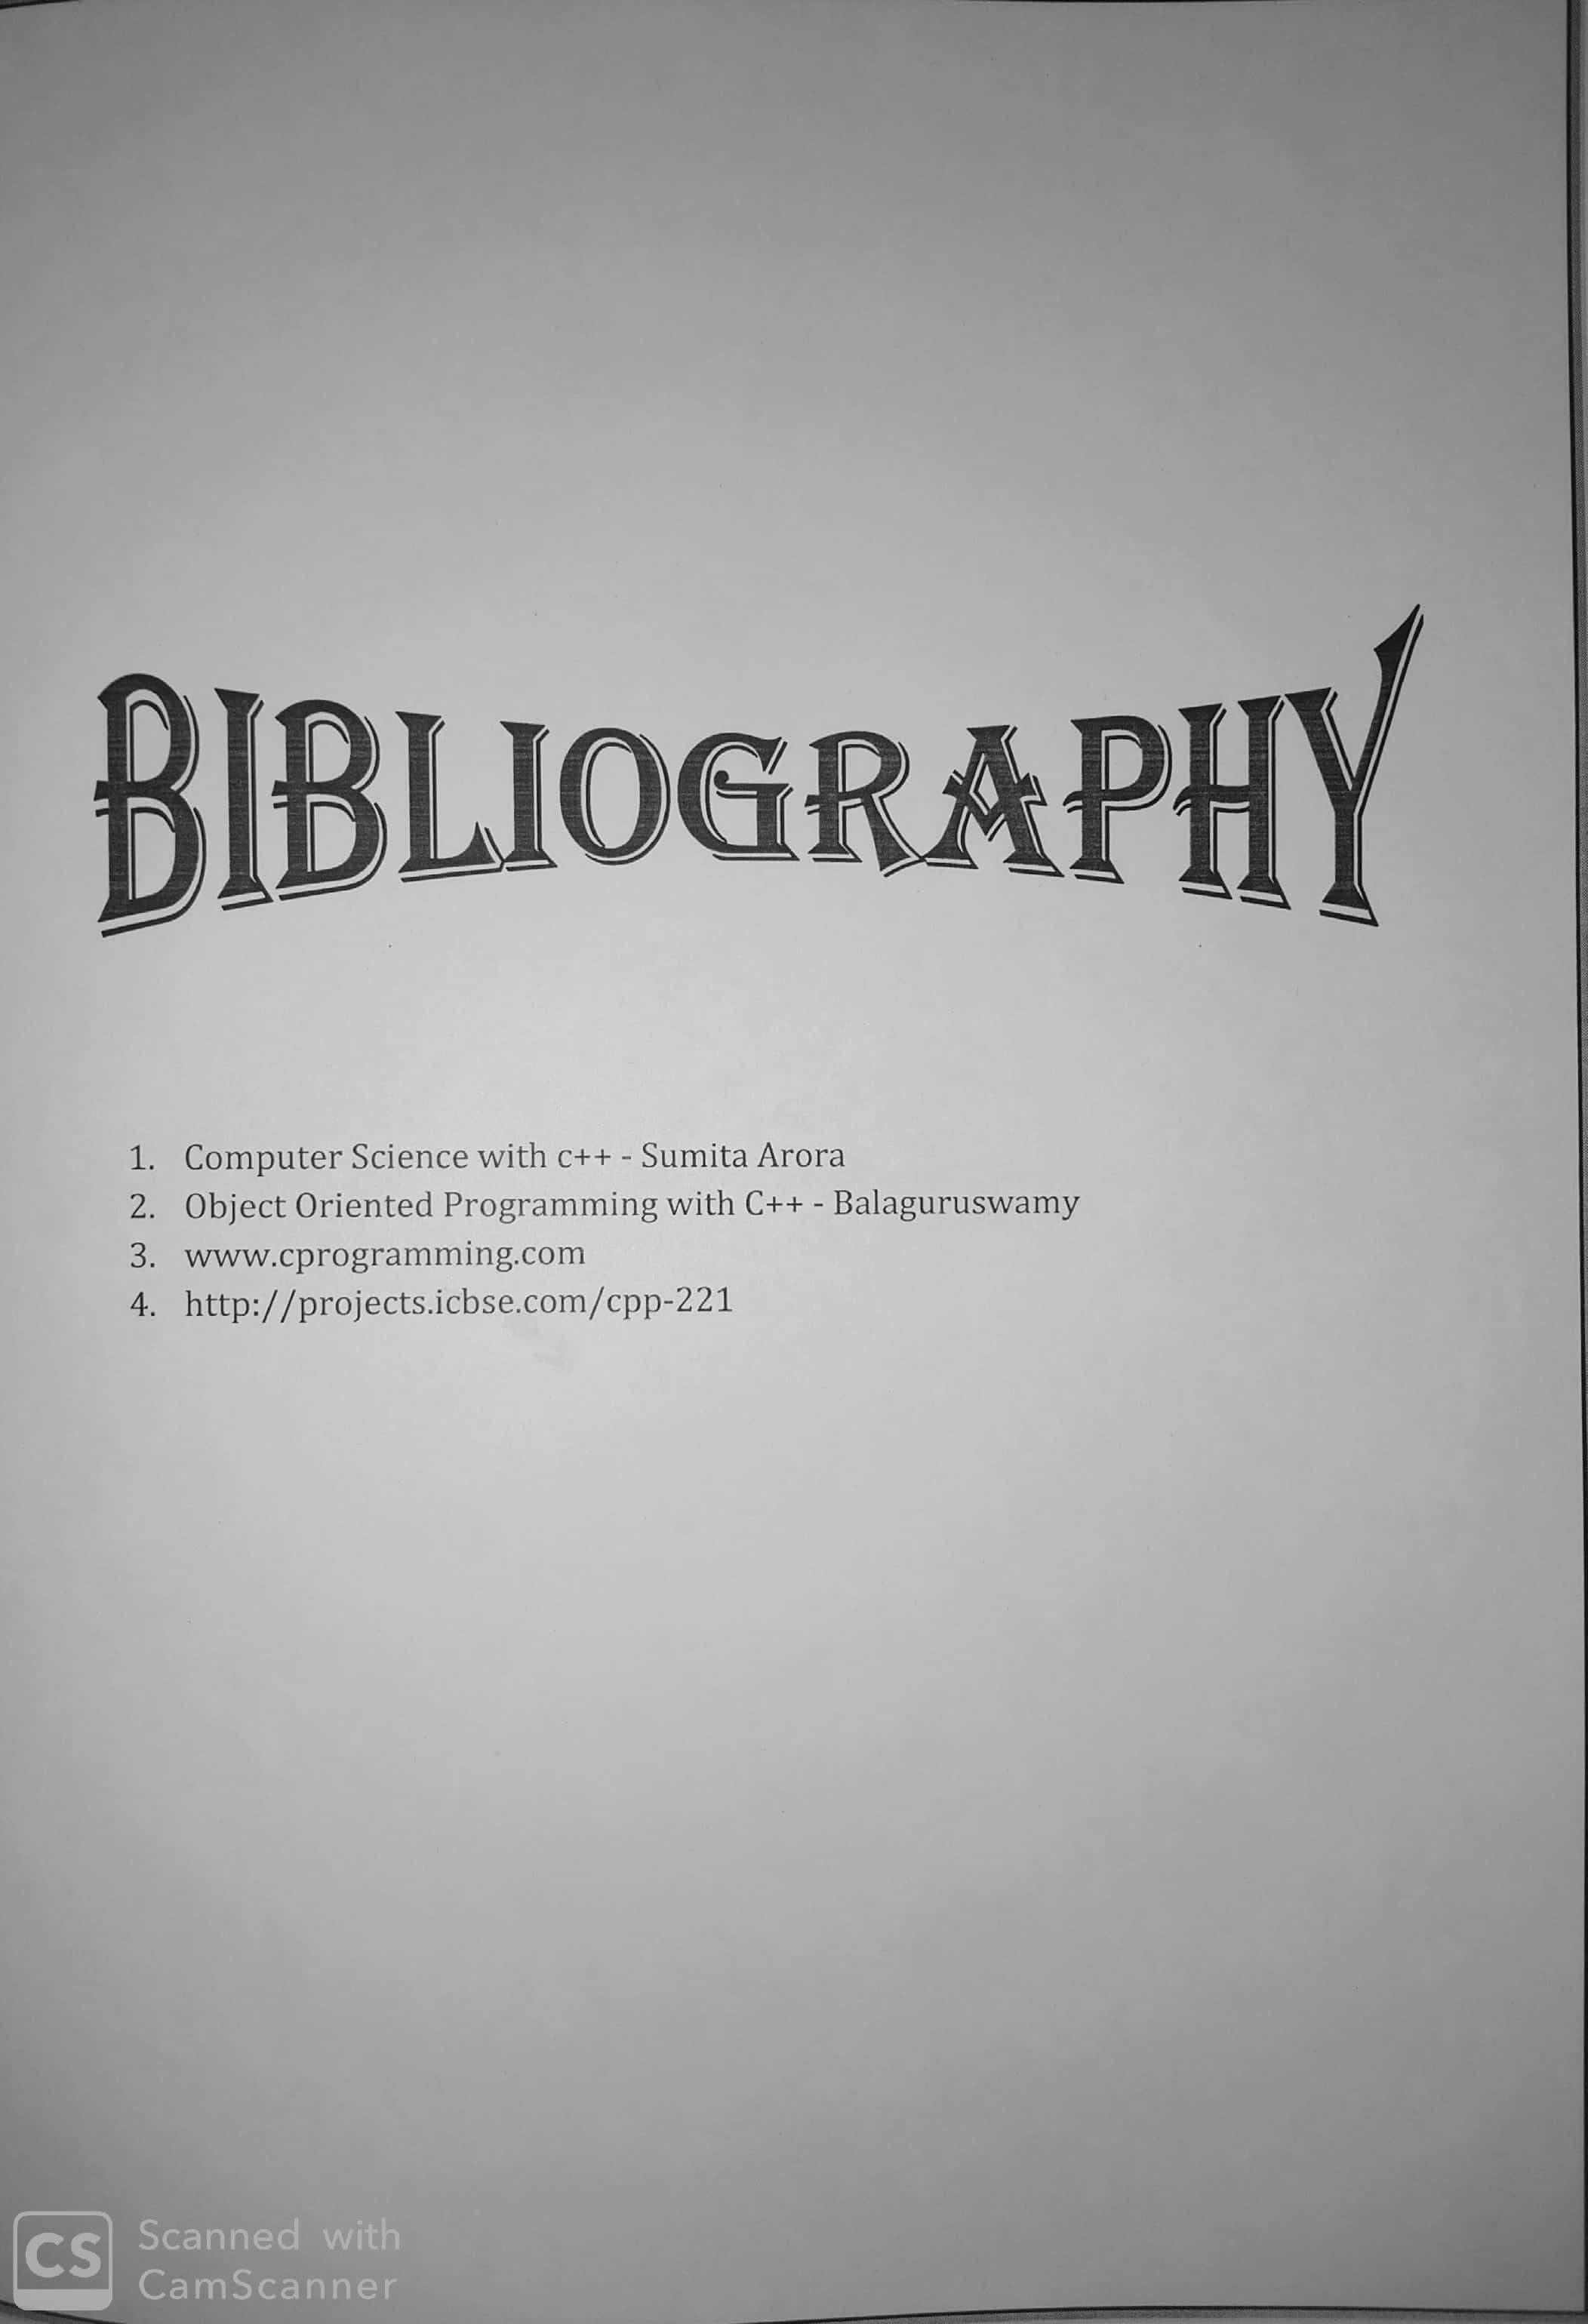 BIBLIOGRAPHY
1. Computer Science with c++ - Sumita Arora
2. Object Oriented Programming with C++ - Balaguruswamy
3. www.cprogramming.com
4. http://projects.icbse.com/cpp-221
CS
Scanned with
CamScanner